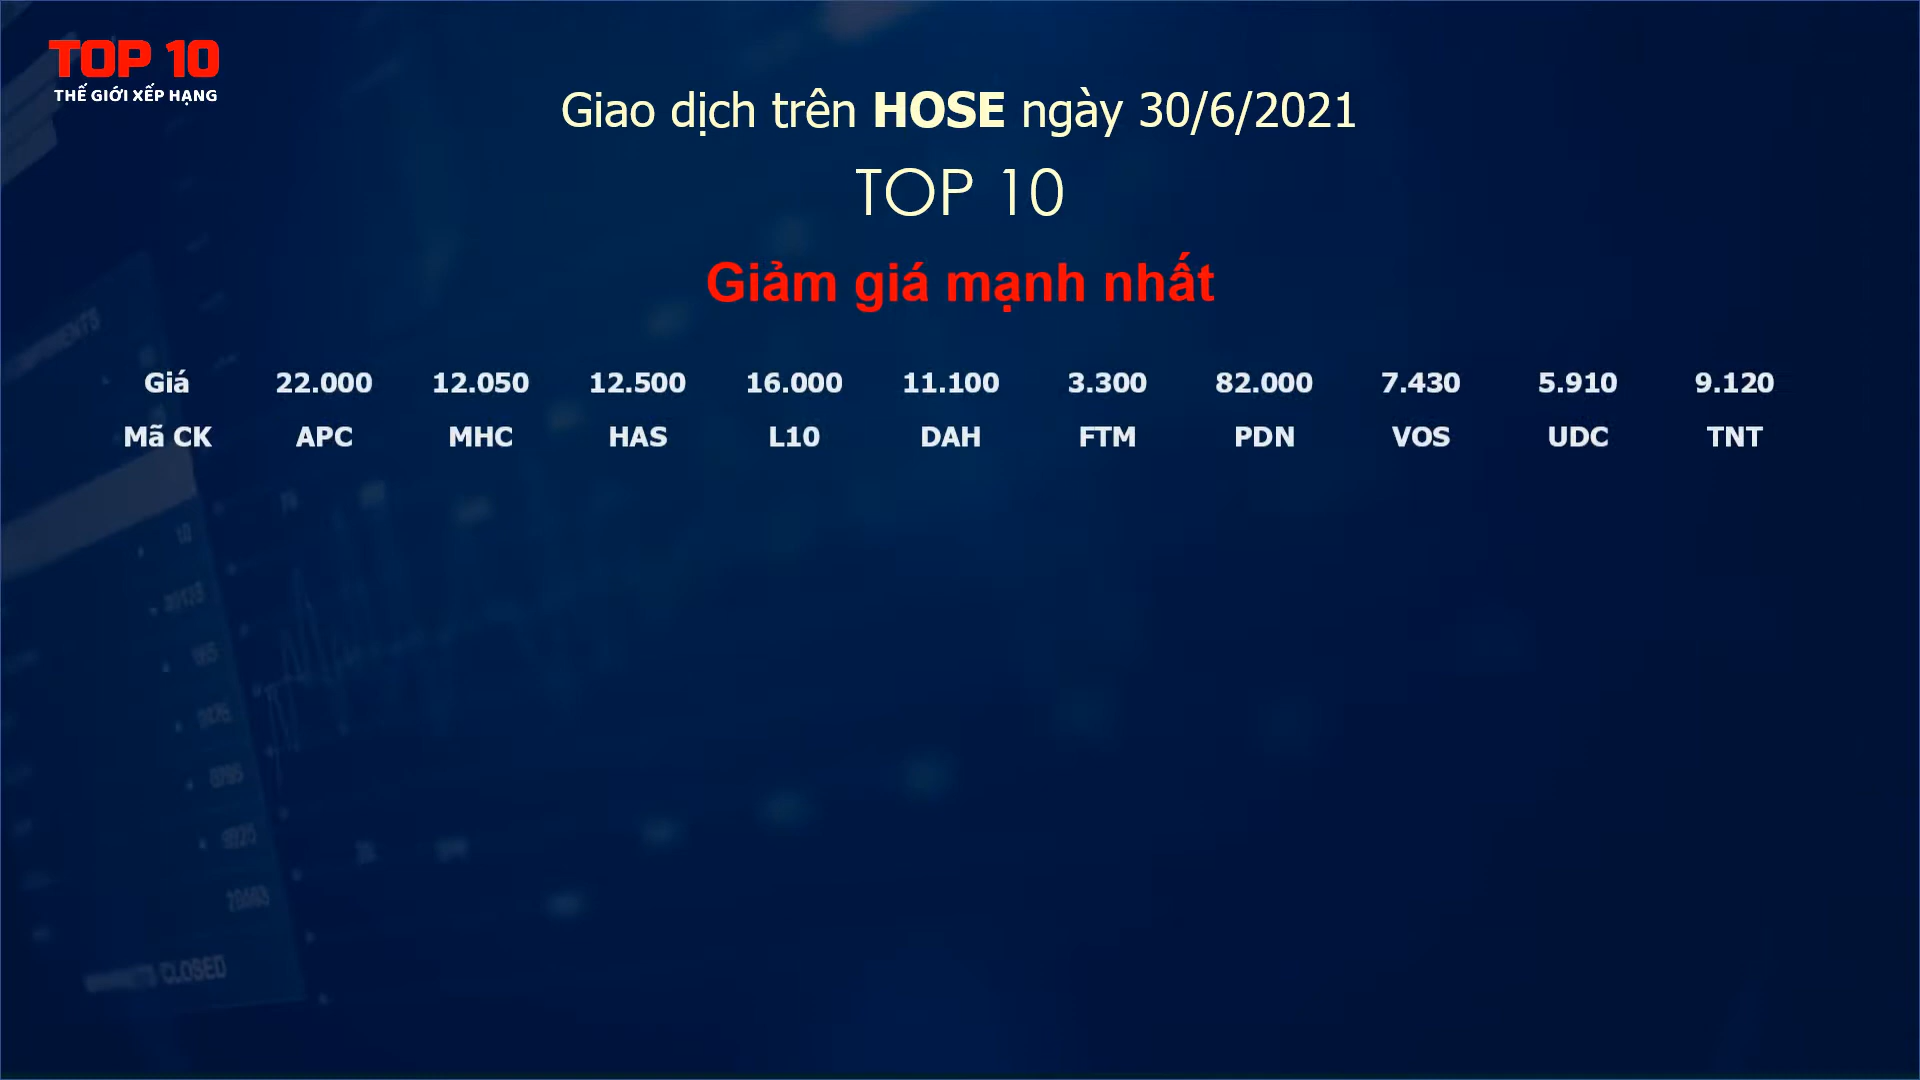 TOP 10
THẾ GIỚI XẾP HẠNG
Giao dịch trên HOSE ngày 30/6/2021
TOP 10
Giảm giá mạnh nhất
Giá 22.000 12.050 12.500 16.000 11.100 3.300 82.000 7.430 5.910 9.120
Mã CK APC MHC HAS L10 DAH FTM PDN VOS UDC TNT
CLOSED